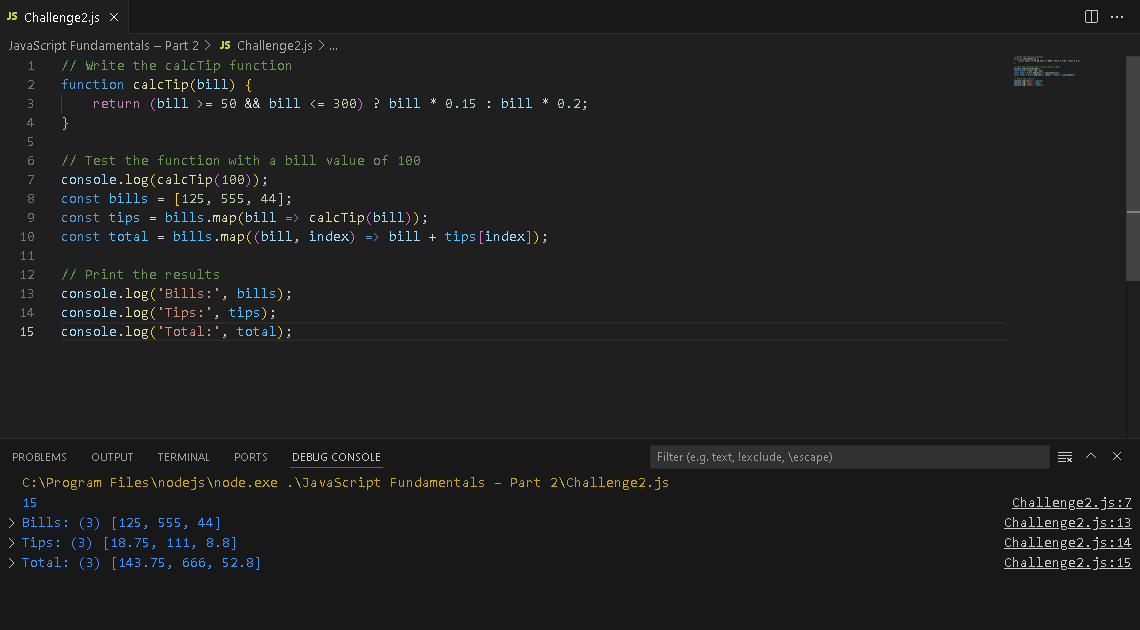 JS Challenge2.js
JavaScript Fundamentals – Part 2 > JS Challenge2.js > ...
1 // Write the calcTip function
2 function calcTip(bill) {
3 return (bill >= 50 && bill <= 300) ? bill * 0.15 : bill * 0.2;
4 }
5
6 // Test the function with a bill value of 100
7 console.log(calcTip(100));
8 const bills = [125, 555, 44];
9 const tips = bills.map(bill => calcTip(bill));
10 const total = bills.map((bill, index) => bill + tips[index]);
11
12 // Print the results
13 console.log('Bills:', bills);
14 console.log('Tips:', tips);
15 console.log('Total:', total);
PROBLEMS OUTPUT TERMINAL PORTS DEBUG CONSOLE Filter (e.g. text, !exclude, \escape)
C:\Program Files\nodejs\node.exe .\JavaScript Fundamentals – Part 2\Challenge2.js
15 Challenge2.js:7
> Bills: (3) [125, 555, 44] Challenge2.js:13
> Tips: (3) [18.75, 111, 8.8] Challenge2.js:14
> Total: (3) [143.75, 666, 52.8] Challenge2.js:15